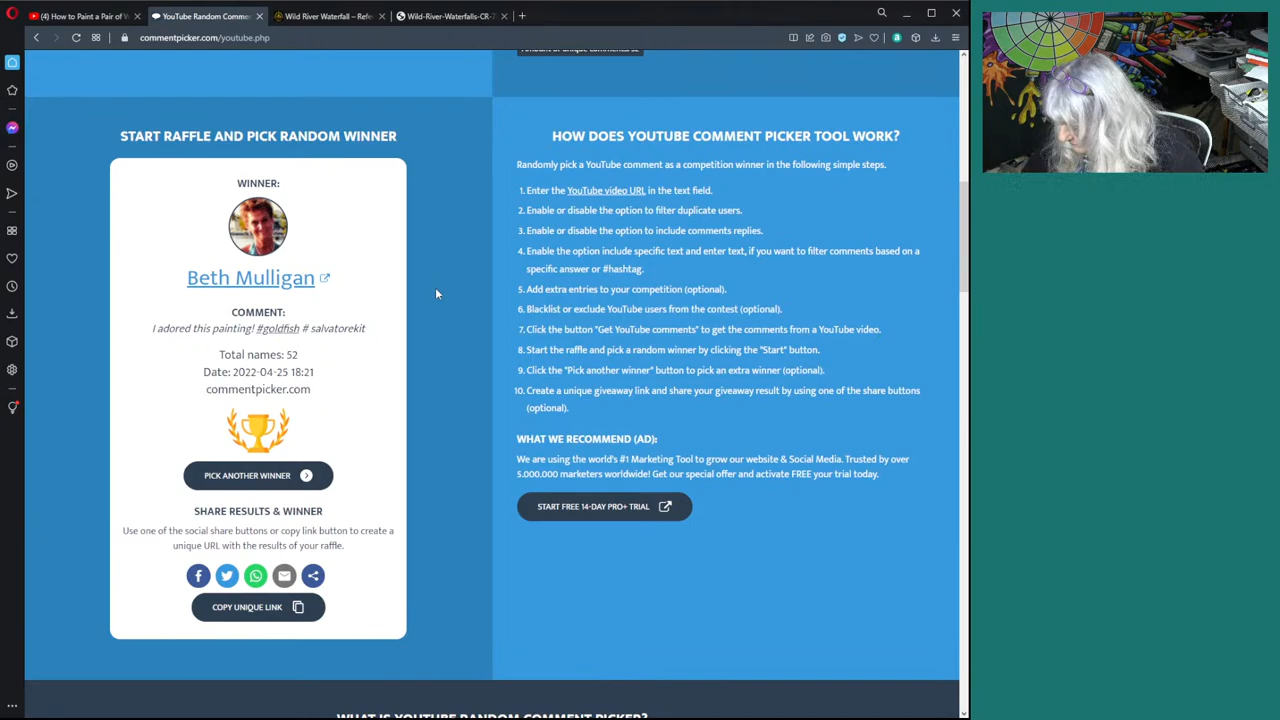 (4) How to Paint a Pair of
YouTube Random Comme
Wild River Waterfall – Refe
Wild-River-Waterfalls-CR-7
commentpicker.com/youtube.php
START RAFFLE AND PICK RANDOM WINNER
WINNER:
Beth Mulligan
COMMENT:
I adored this painting! #goldfish # salvatorekit
Total names: 52
Date: 2022-04-25 18:21
commentpicker.com
PICK ANOTHER WINNER
SHARE RESULTS & WINNER
Use one of the social share buttons or copy link button to create a
unique URL with the results of your raffle.
COPY UNIQUE LINK
HOW DOES YOUTUBE COMMENT PICKER TOOL WORK?
Randomly pick a YouTube comment as a competition winner in the following simple steps.
1. Enter the YouTube video URL in the text field.
2. Enable or disable the option to filter duplicate users.
3. Enable or disable the option to include comments replies.
4. Enable the option include specific text and enter text, if you want to filter comments based on a
specific answer or #hashtag.
5. Add extra entries to your competition (optional).
6. Blacklist or exclude YouTube users from the contest (optional).
7. Click the button "Get YouTube comments" to get the comments from a YouTube video.
8. Start the raffle and pick a random winner by clicking the "Start" button.
9. Click the "Pick another winner" button to pick an extra winner (optional).
10. Create a unique giveaway link and share your giveaway result by using one of the share buttons
(optional).
WHAT WE RECOMMEND (AD):
We are using the world's #1 Marketing Tool to grow our website & Social Media. Trusted by over
5.000.000 marketers worldwide! Get our special offer and activate FREE your trial today.
START FREE 14-DAY PRO+ TRIAL
WHAT IS YOUTUBE RANDOM COMMENT PICKER?